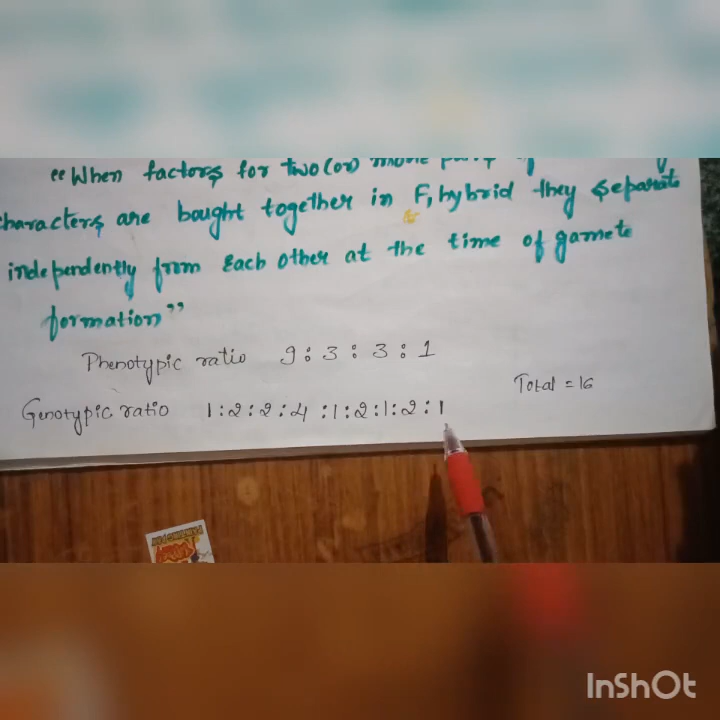 “When factors for two (or) more
characters are bought together in F1 hybrid they separate
independently from Each other at the time of gamete
formation”
Phenotypic ratio 9:3:3:1
Total = 16
Genotypic ratio 1:2:2:4:1:2:1:2:1
InShOt